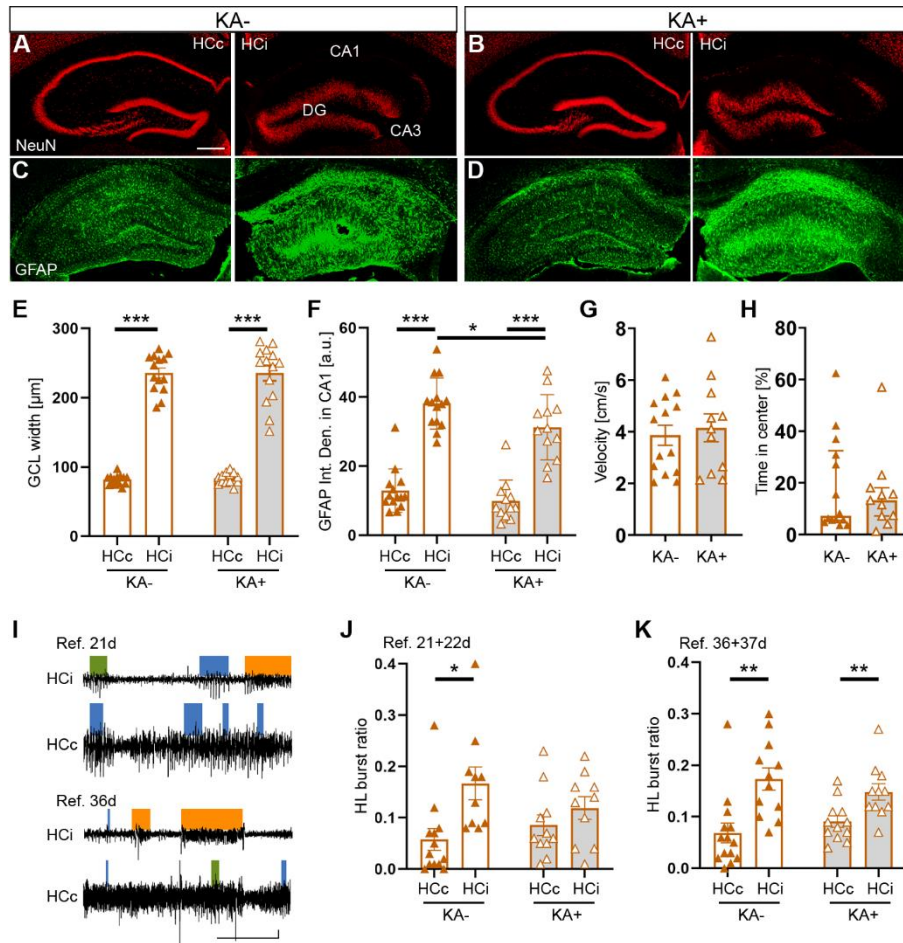 KA-
KA+
A
HCc
HCi
CA1
DG
CA3
NeuN
B
HCc
HCi
C
GFAP
D
E
GCL width [µm]
300
200
100
0
***
***
HCc HCi HCc HCi
KA- KA+
F
GFAP Int. Den. in CA1 [a.u.]
60
40
20
0
***
*
***
HCc HCi HCc HCi
KA- KA+
G
Velocity [cm/s]
8
6
4
2
0
KA- KA+
H
Time in center [%]
80
60
40
20
0
KA- KA+
I
Ref. 21d
HCi
HCc
Ref. 36d
HCi
HCc
J
Ref. 21+22d
HL burst ratio
0.4
0.3
0.2
0.1
0.0
*
HCc HCi HCc HCi
KA- KA+
K
Ref. 36+37d
HL burst ratio
0.4
0.3
0.2
0.1
0.0
**
**
HCc HCi HCc HCi
KA- KA+